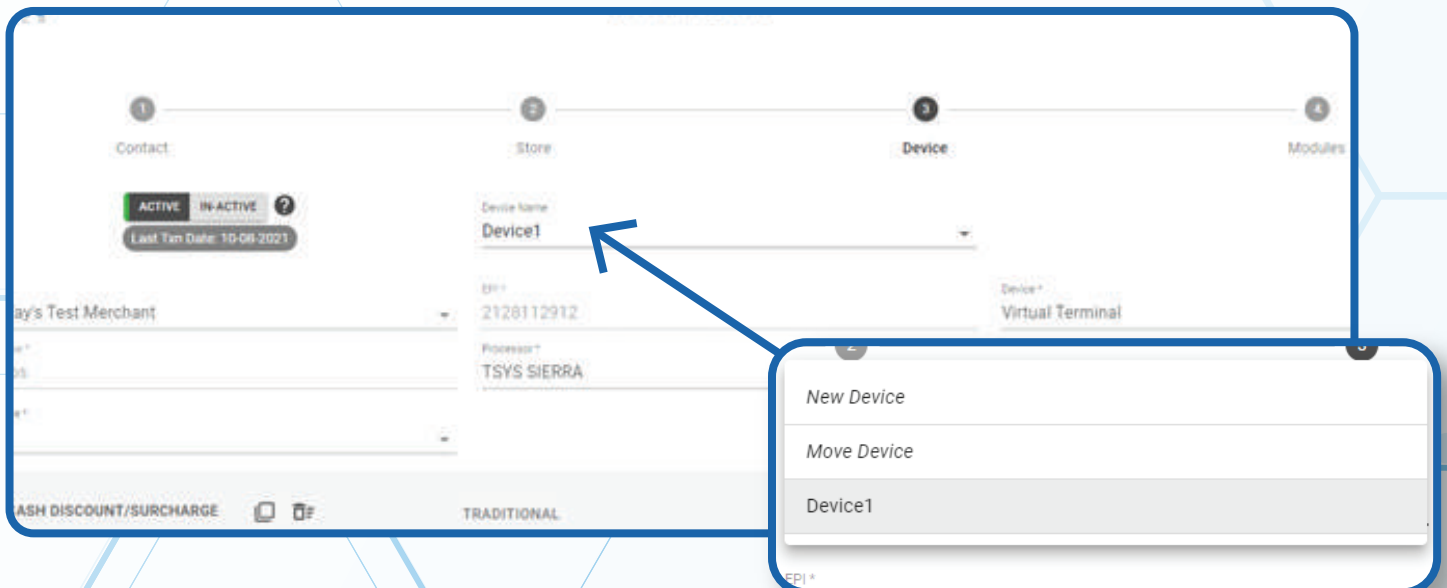 1
2
3
4
Contact
Store
Device
Modules
ACTIVE IN-ACTIVE ?
Last Txn Date: 10-06-2021
Device Name
Device1
ay's Test Merchant
EPI *
2128112912
Device *
Virtual Terminal
Processor *
TSYS SIERRA
ASH DISCOUNT/SURCHARGE
TRADITIONAL
New Device
Move Device
Device1
EPI *